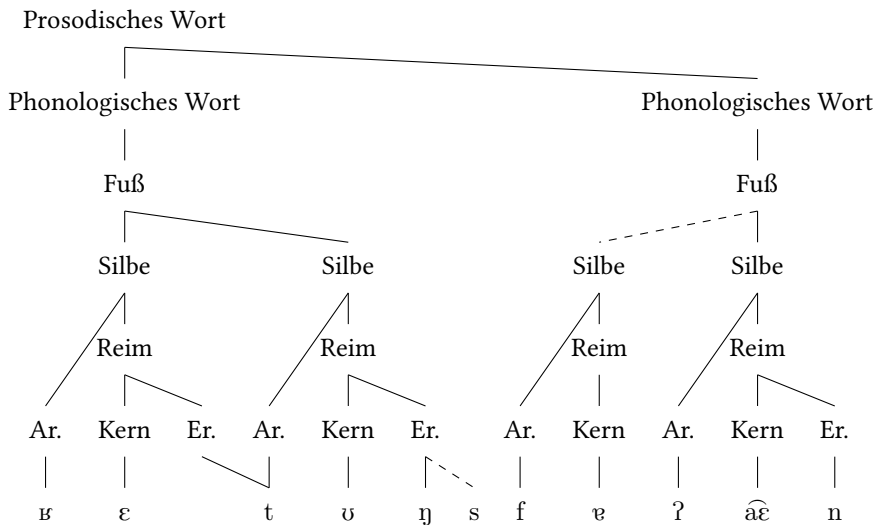 Prosodisches Wort
Phonologisches Wort Phonologisches Wort
Fuß Fuß
Silbe Silbe Silbe Silbe
Reim Reim Reim Reim
Ar. Kern Er. Ar. Kern Er. Ar. Kern Ar. Kern Er.
ʁ ɛ t ʊ ŋ s f ɐ ʔ a͡ɛ n